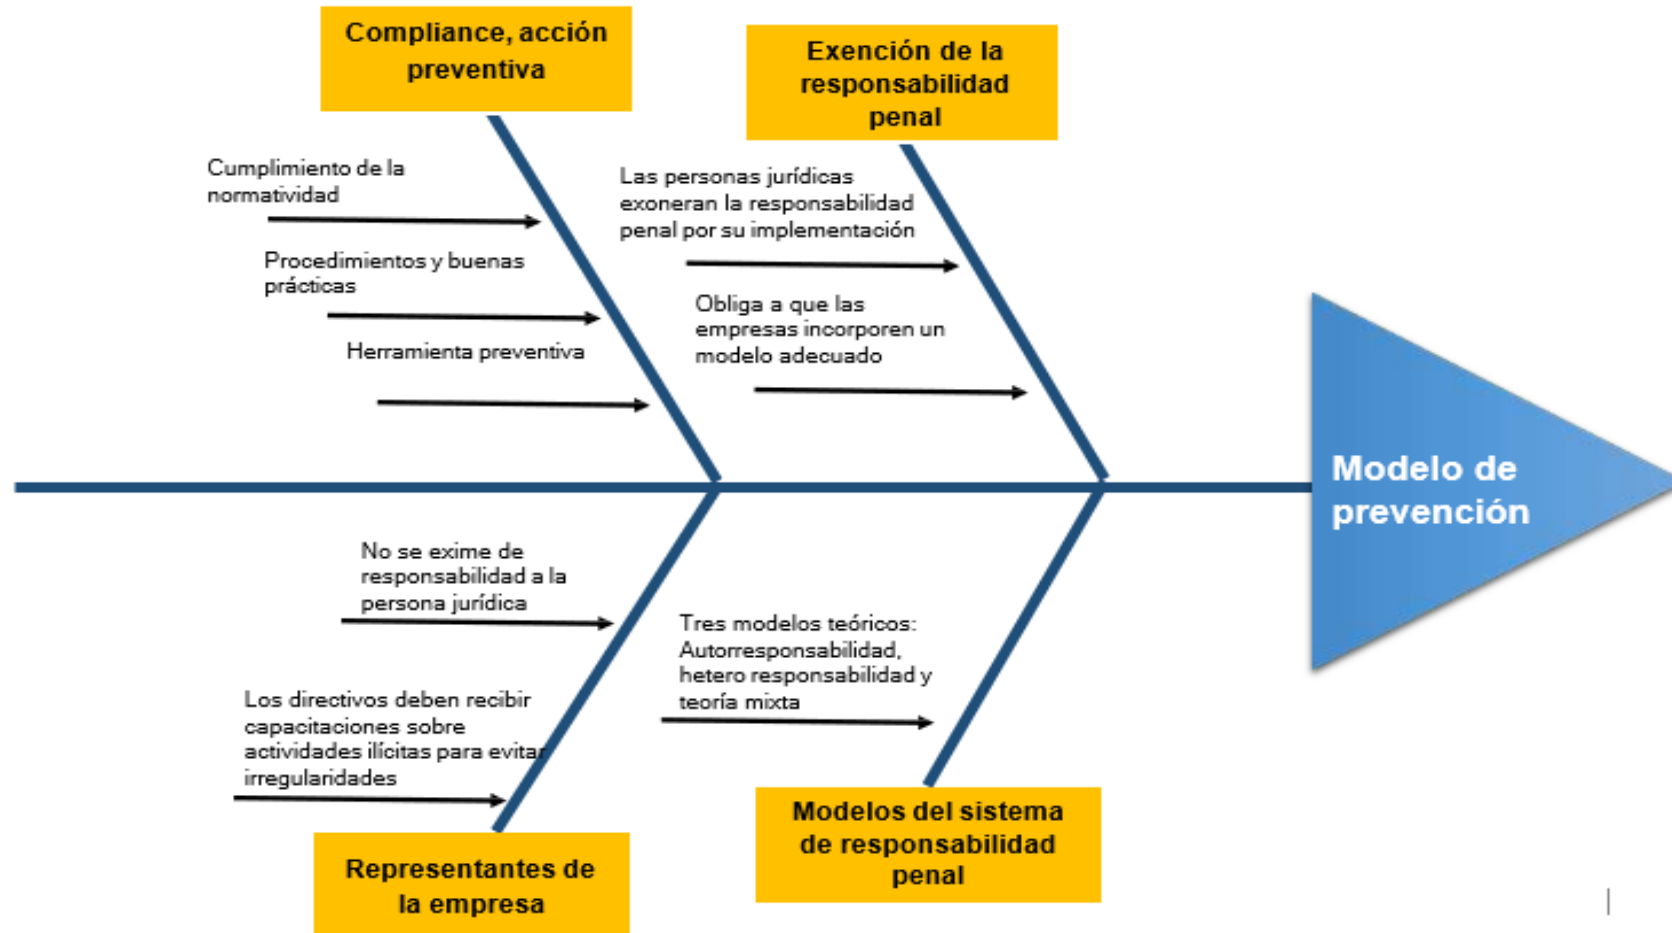 Compliance, acción
preventiva
Exención de la
responsabilidad
penal
Cumplimiento de la
normatividad
Procedimientos y buenas
prácticas
Herramienta preventiva
Las personas jurídicas
exoneran la responsabilidad
penal por su implementación
Obliga a que las
empresas incorporen un
modelo adecuado
Modelo de
prevención
No se exime de
responsabilidad a la
persona jurídica
Los directivos deben recibir
capacitaciones sobre
actividades ilícitas para evitar
irregularidades
Tres modelos teóricos:
Autorresponsabilidad,
hetero responsabilidad y
teoría mixta
Representantes de
la empresa
Modelos del sistema
de responsabilidad
penal